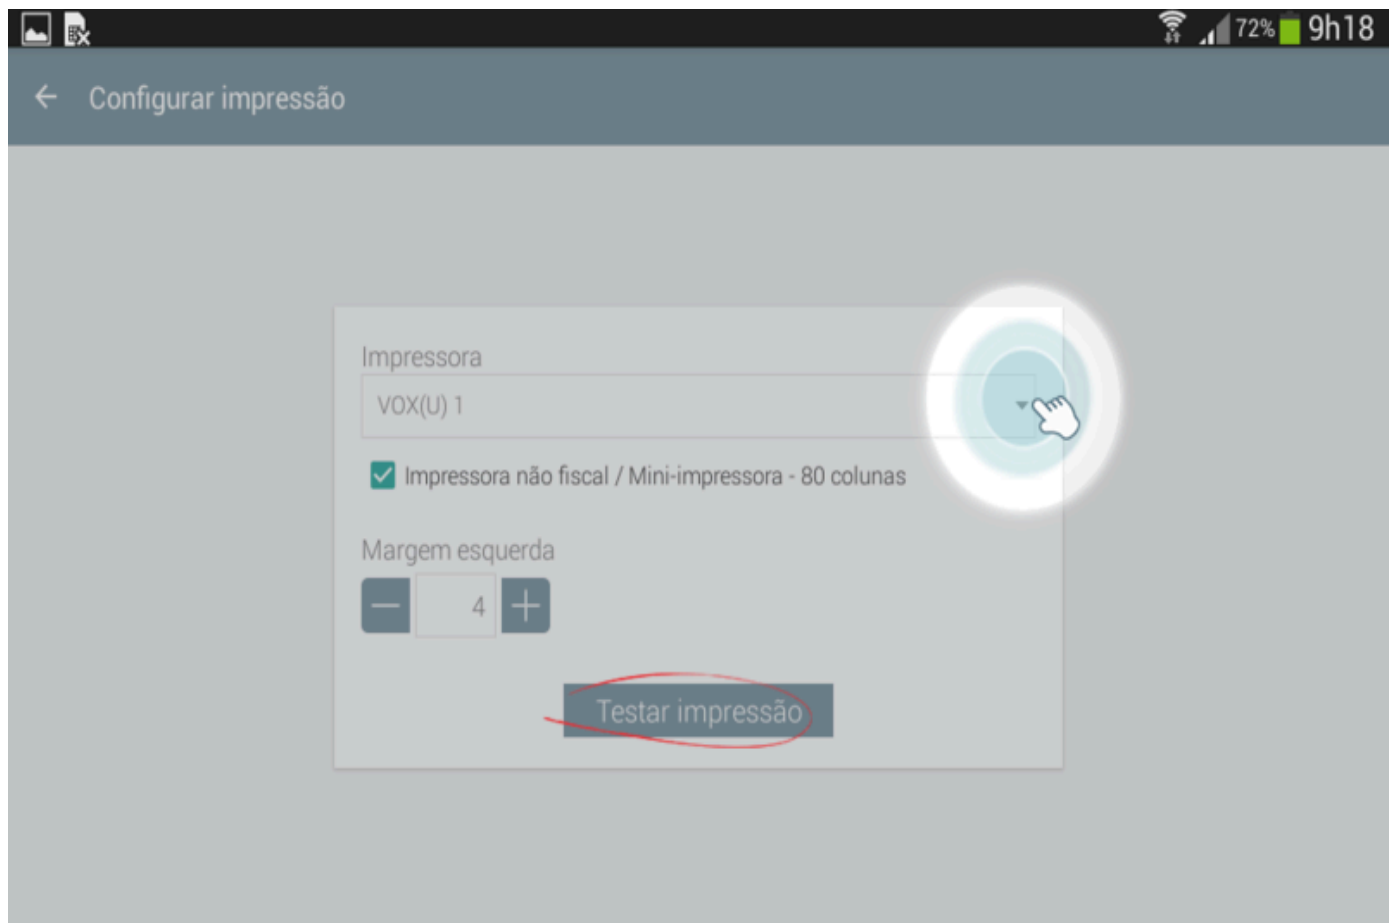 72% 9h18
Configurar impressão
Impressora
VOX(U) 1
Impressora não fiscal / Mini-impressora - 80 colunas
Margem esquerda
4
Testar impressão